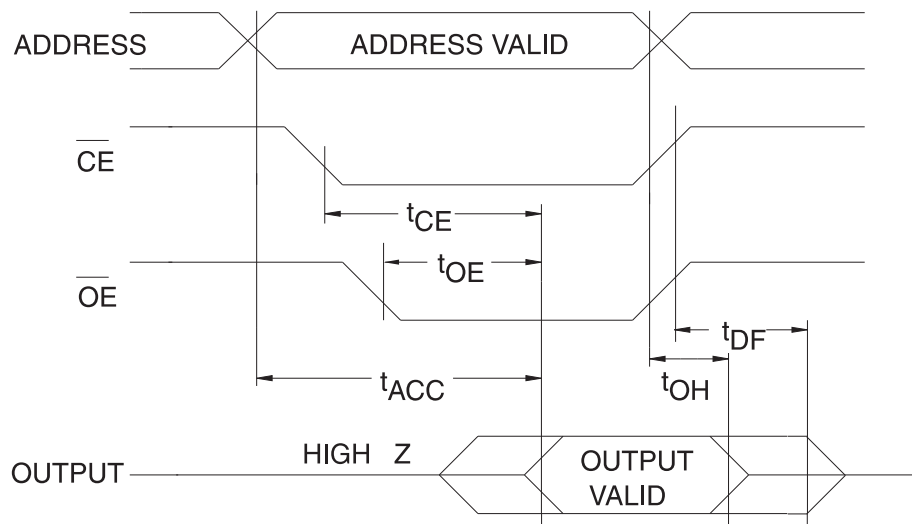 ADDRESS
ADDRESS VALID
CE
tCE
OE
tOE
tDF
tACC
tOH
OUTPUT
HIGH Z
OUTPUT
VALID